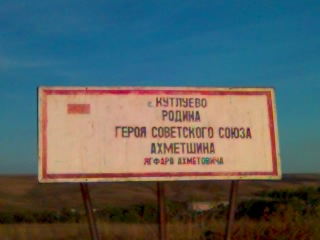 с. КУТЛУЕВО
РОДИНА
ГЕРОЯ СОВЕТСКОГО СОЮЗА
АХМЕТШИНА
ЯГФАРА АХМЕТОВИЧА